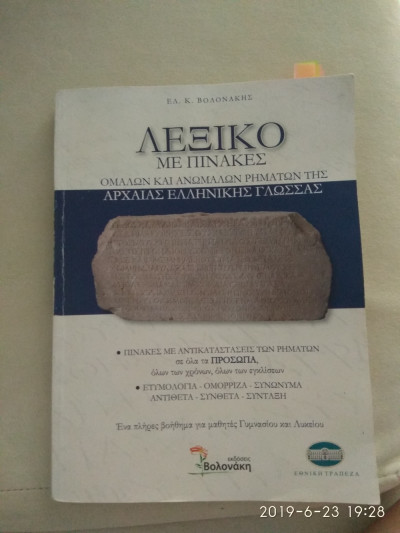 ΕΛ. Κ. ΒΟΛΟΝΑΚΗΣ
ΛΕΞΙΚΟ
ΜΕ ΠΙΝΑΚΕΣ
ΟΜΑΛΩΝ ΚΑΙ ΑΝΩΜΑΛΩΝ ΡΗΜΑΤΩΝ ΤΗΣ
ΑΡΧΑΙΑΣ ΕΛΛΗΝΙΚΗΣ ΓΛΩΣΣΑΣ
• ΠΙΝΑΚΕΣ ΜΕ ΑΝΤΙΚΑΤΑΣΤΑΣΕΙΣ ΤΩΝ ΡΗΜΑΤΩΝ
σε όλα τα ΠΡΟΣΩΠΑ,
όλων των χρόνων, όλων των εγκλίσεων
• ΕΤΥΜΟΛΟΓΙΑ - ΟΜΟΡΡΙΖΑ - ΣΥΝΩΝΥΜΑ
ΑΝΤΙΘΕΤΑ - ΣΥΝΘΕΤΑ - ΣΥΝΤΑΞΗ
Ένα πλήρες βοήθημα για μαθητές Γυμνασίου και Λυκείου
εκδόσεις
Βολονάκη
ΕΘΝΙΚΗ ΤΡΑΠΕΖΑ
2019-6-23 19:28